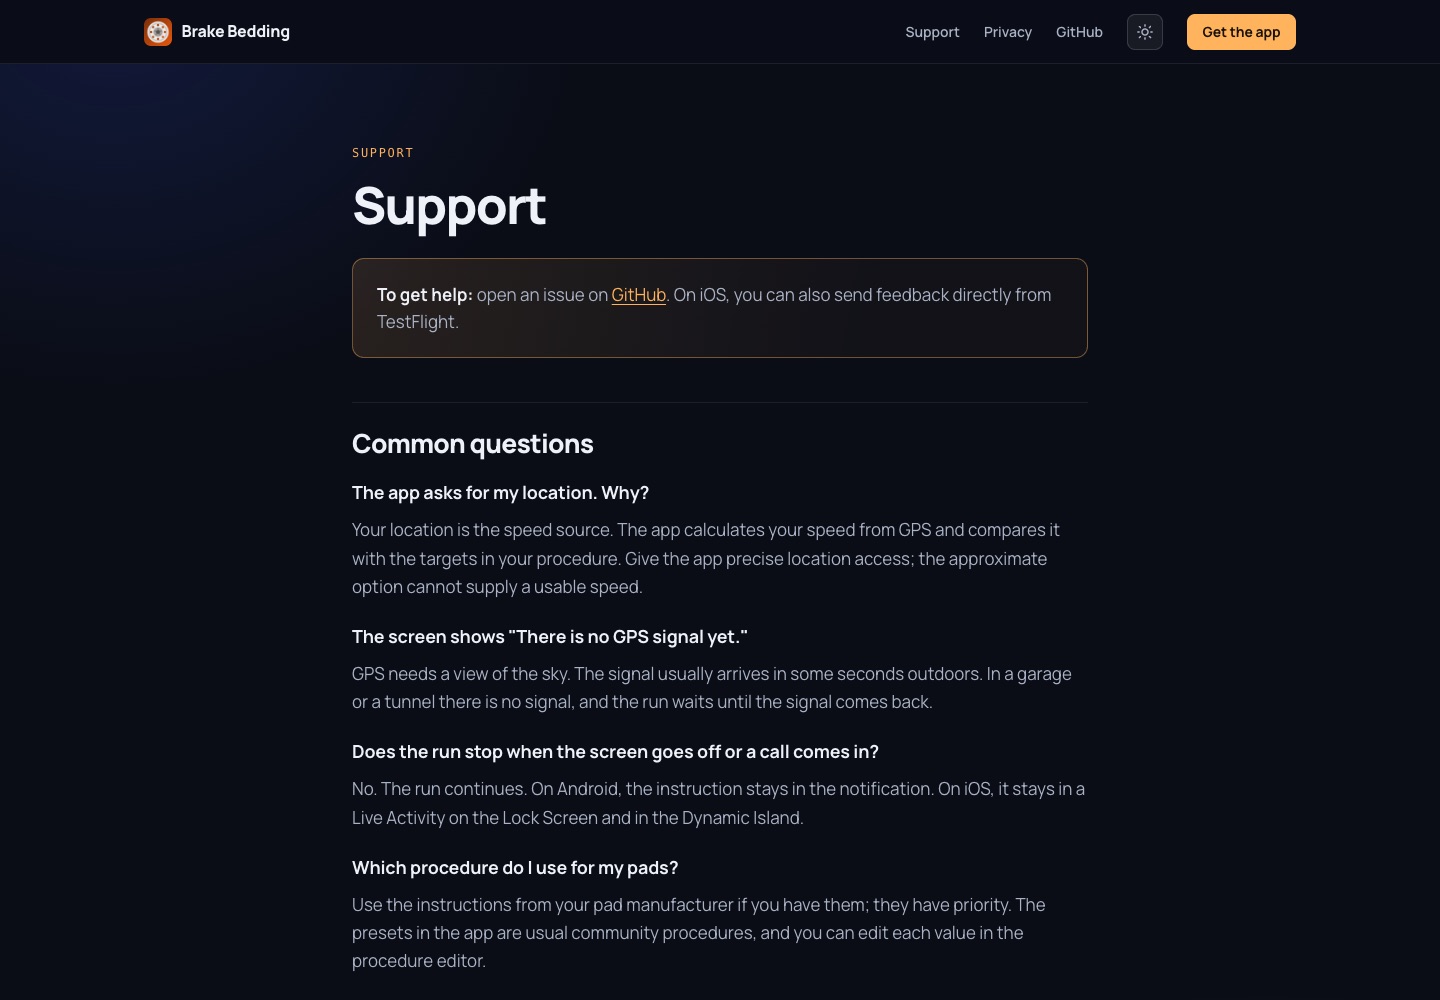 Brake Bedding
Support
Privacy
GitHub
Get the app
SUPPORT
Support
To get help: open an issue on GitHub. On iOS, you can also send feedback directly from
TestFlight.
Common questions
The app asks for my location. Why?
Your location is the speed source. The app calculates your speed from GPS and compares it
with the targets in your procedure. Give the app precise location access; the approximate
option cannot supply a usable speed.
The screen shows "There is no GPS signal yet."
GPS needs a view of the sky. The signal usually arrives in some seconds outdoors. In a garage
or a tunnel there is no signal, and the run waits until the signal comes back.
Does the run stop when the screen goes off or a call comes in?
No. The run continues. On Android, the instruction stays in the notification. On iOS, it stays in a
Live Activity on the Lock Screen and in the Dynamic Island.
Which procedure do I use for my pads?
Use the instructions from your pad manufacturer if you have them; they have priority. The
presets in the app are usual community procedures, and you can edit each value in the
procedure editor.